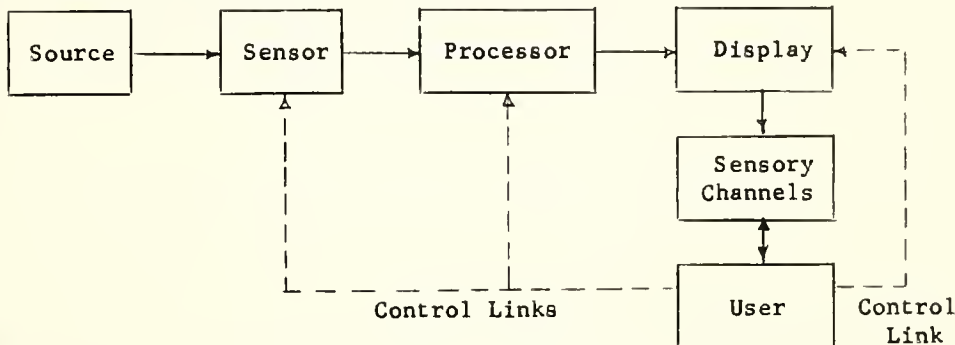 Source
Sensor
Processor
Display
Sensory
Channels
User
Control Links
Control
Link